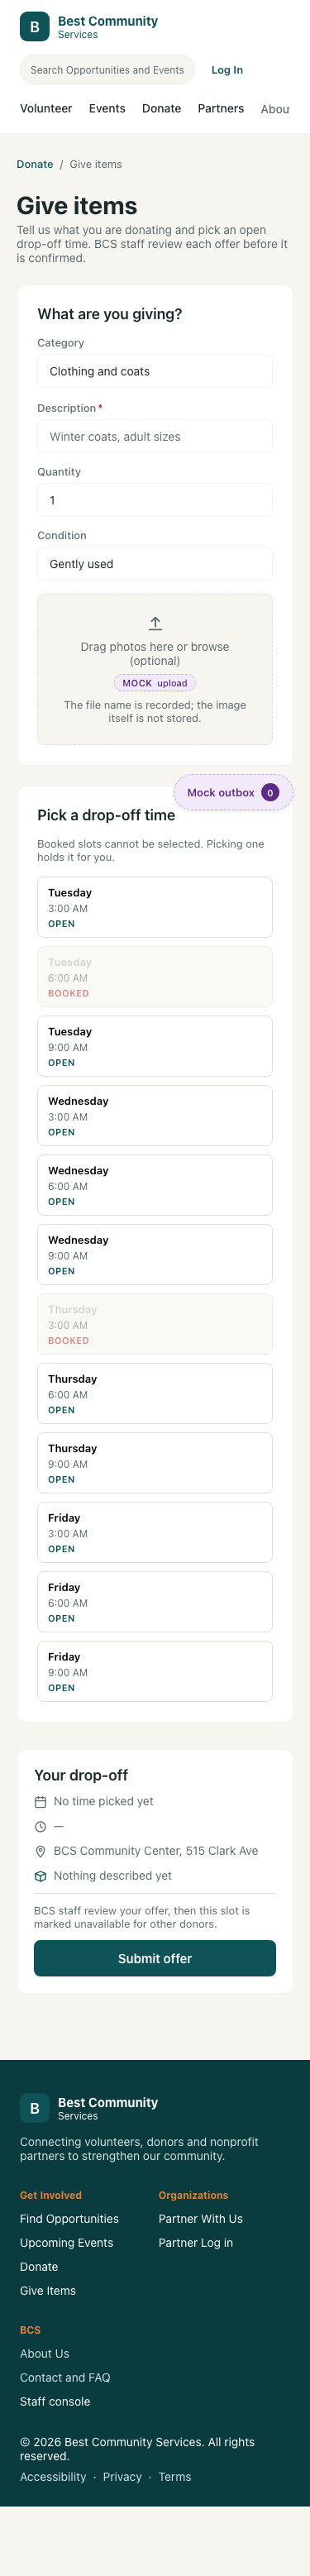 B
Best Community
Services
Search Opportunities and Events
Log In
Volunteer Events Donate Partners Abou
Donate / Give items
Give items
Tell us what you are donating and pick an open
drop-off time. BCS staff review each offer before it
is confirmed.
What are you giving?
Category
Clothing and coats
Description*
Winter coats, adult sizes
Quantity
1
Condition
Gently used
Drag photos here or browse
(optional)
MOCK upload
The file name is recorded; the image
itself is not stored.
Mock outbox 0
Pick a drop-off time
Booked slots cannot be selected. Picking one
holds it for you.
Tuesday
3:00 AM
OPEN
Tuesday
6:00 AM
BOOKED
Tuesday
9:00 AM
OPEN
Wednesday
3:00 AM
OPEN
Wednesday
6:00 AM
OPEN
Wednesday
9:00 AM
OPEN
Thursday
3:00 AM
BOOKED
Thursday
6:00 AM
OPEN
Thursday
9:00 AM
OPEN
Friday
3:00 AM
OPEN
Friday
6:00 AM
OPEN
Friday
9:00 AM
OPEN
Your drop-off
No time picked yet
—
BCS Community Center, 515 Clark Ave
Nothing described yet
BCS staff review your offer, then this slot is
marked unavailable for other donors.
Submit offer
B
Best Community
Services
Connecting volunteers, donors and nonprofit
partners to strengthen our community.
Get Involved
Find Opportunities
Upcoming Events
Donate
Give Items
Organizations
Partner With Us
Partner Log in
BCS
About Us
Contact and FAQ
Staff console
© 2026 Best Community Services. All rights
reserved.
Accessibility · Privacy · Terms